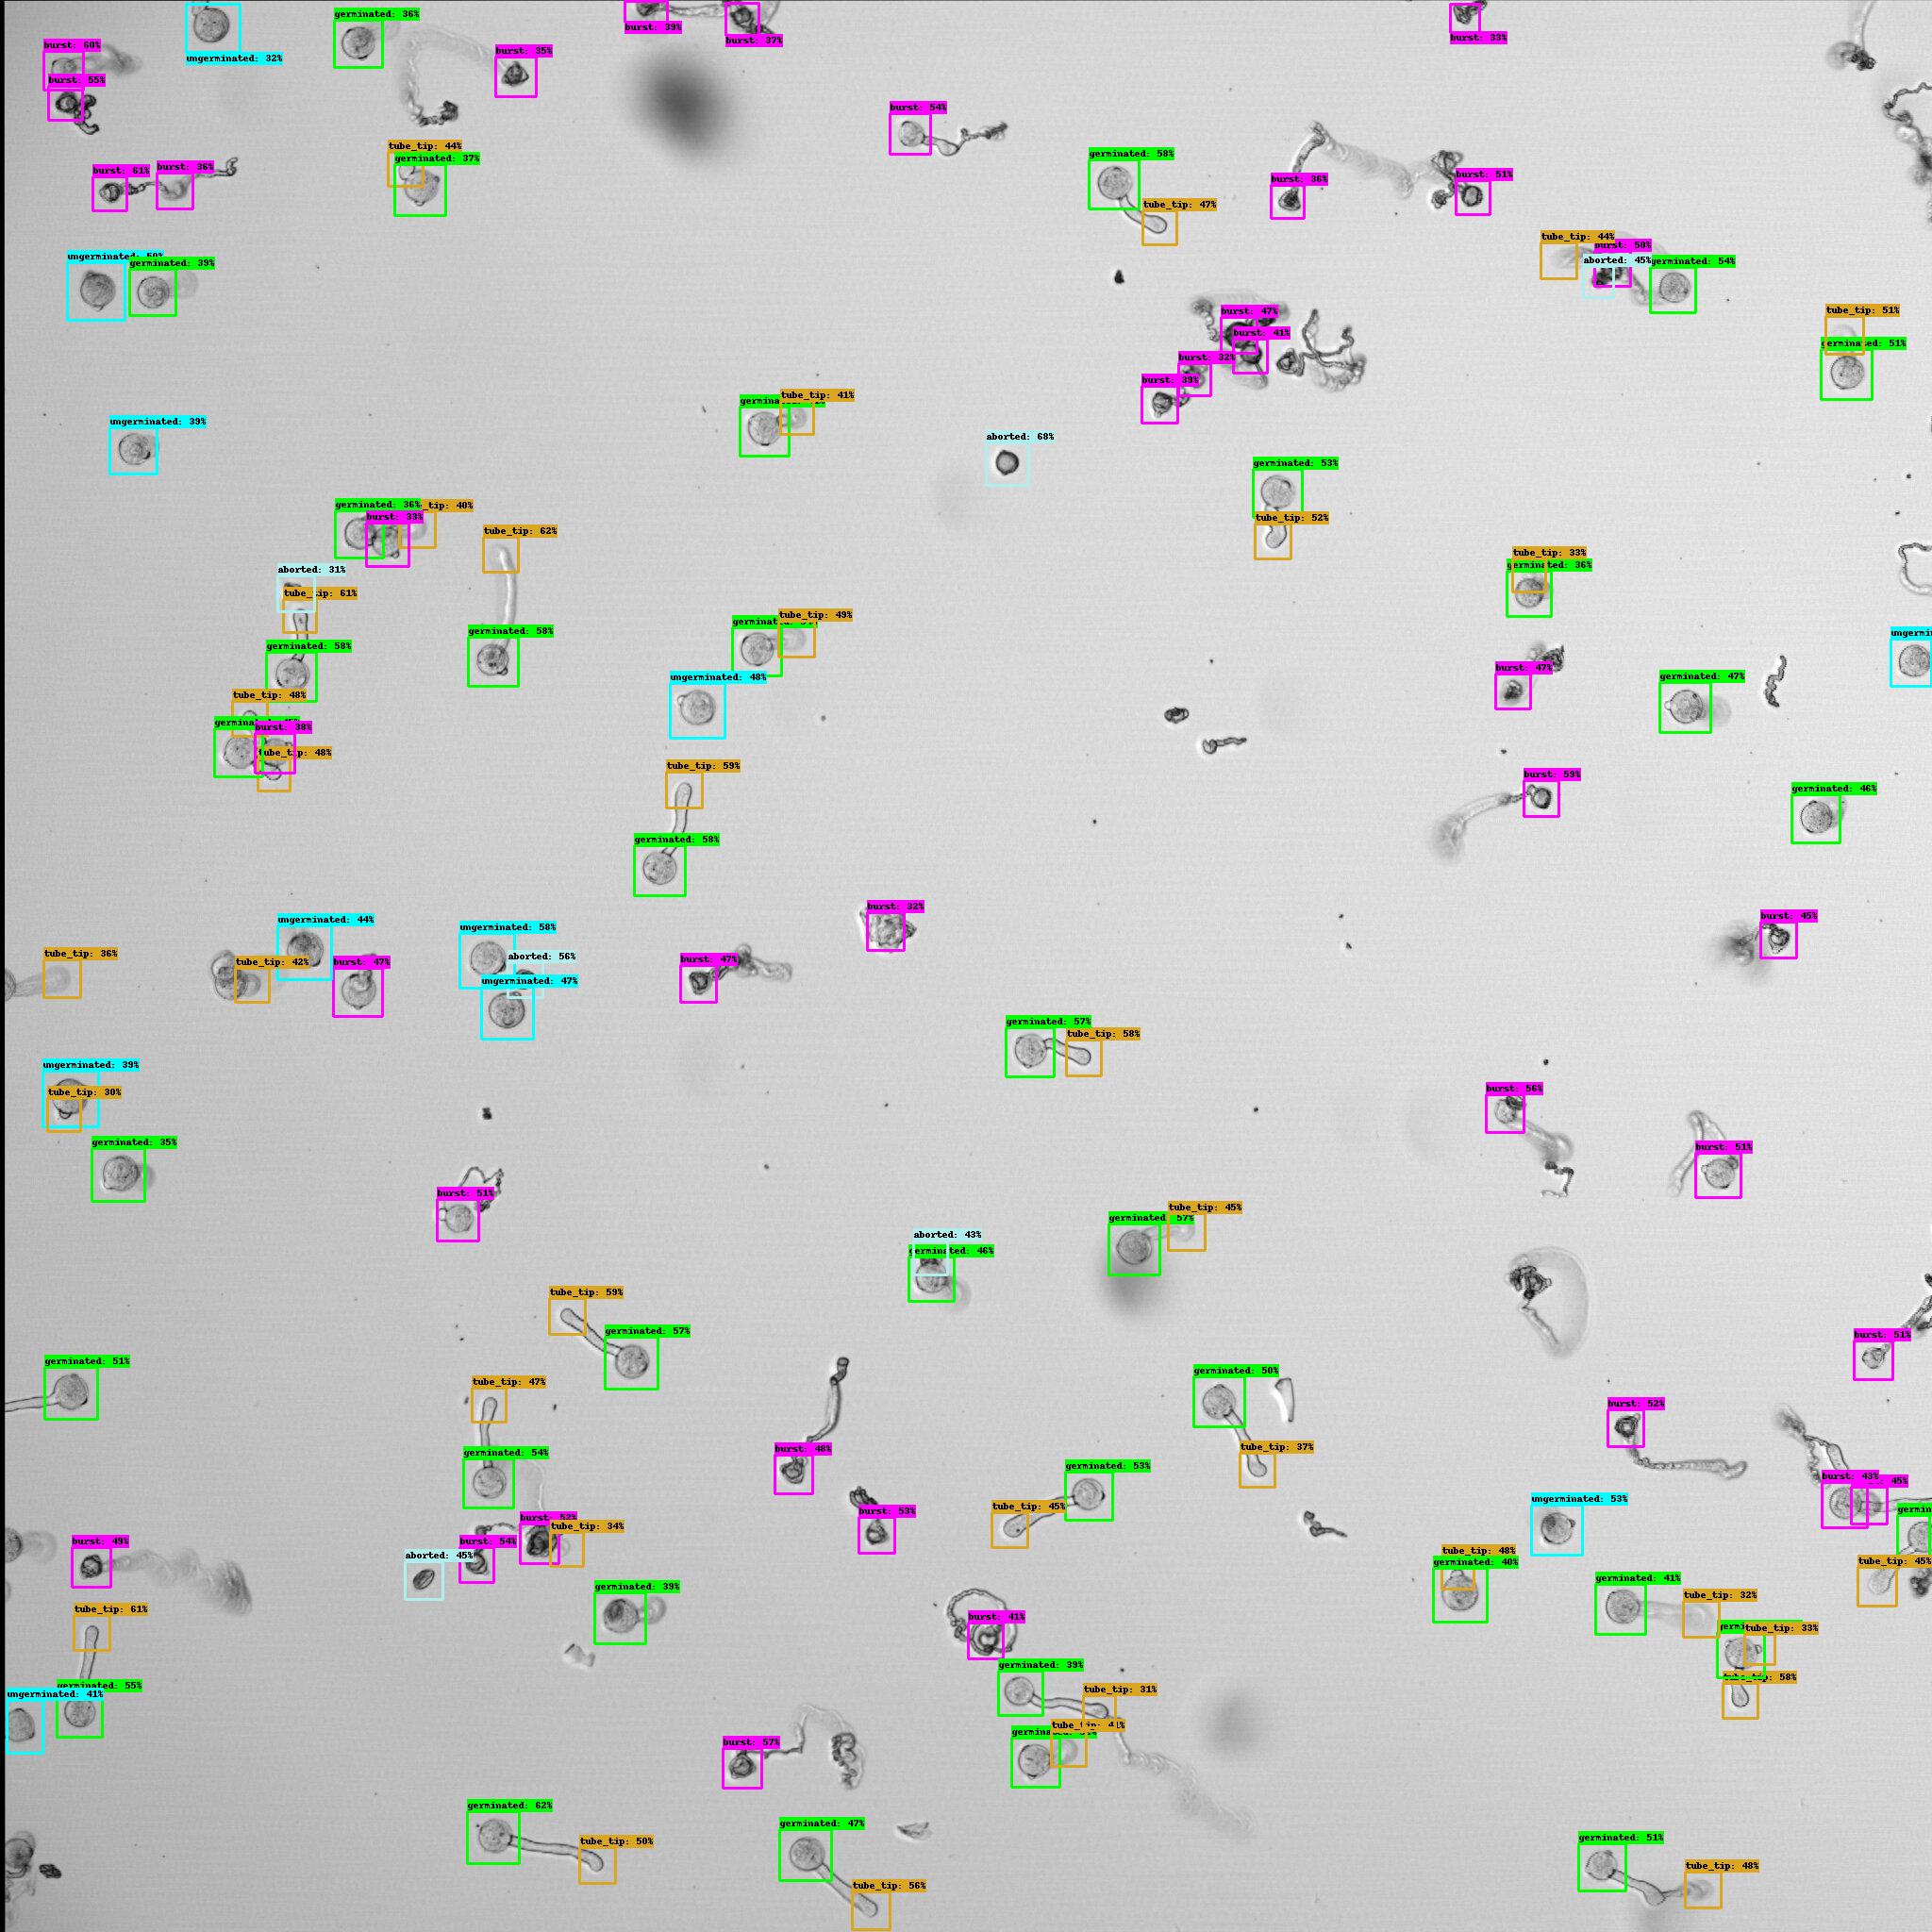 germinated: 36%
burst: 39%
burst: 37%
burst: 33%
burst: 60%
ungerminated: 32%
burst: 35%
burst: 55%
burst: 54%
tube_tip: 44%
germinated: 37%
germinated: 58%
burst: 61%
burst: 36%
burst: 36%
burst: 51%
tube_tip: 47%
tube_tip: 44%
burst: 50%
aborted: 45%
germinated: 54%
germinated: 39%
burst: 47%
tube_tip: 51%
burst: 41%
germinated: 51%
burst: 32%
burst: 39%
tube_tip: 41%
ungerminated: 39%
aborted: 68%
germinated: 53%
germinated: 36%
tip: 40%
burst: 33%
tube_tip: 52%
tube_tip: 62%
tube_tip: 33%
germinated: 36%
aborted: 31%
tube_tip: 61%
tube_tip: 49%
germinated: 58%
germinated: 58%
burst: 47%
germinated: 47%
ungerminated: 48%
tube_tip: 48%
burst: 38%
tube_tip: 48%
tube_tip: 59%
burst: 59%
germinated: 46%
germinated: 58%
burst: 32%
ungerminated: 44%
ungerminated: 58%
burst: 45%
tube_tip: 36%
tube_tip: 42%
burst: 47%
aborted: 56%
burst: 47%
ungerminated: 47%
germinated: 57%
tube_tip: 58%
ungerminated: 39%
tube_tip: 30%
burst: 56%
germinated: 35%
burst: 51%
burst: 51%
tube_tip: 45%
germinated 57%
aborted: 43%
germinated: 46%
tube_tip: 59%
germinated: 57%
burst: 51%
germinated: 51%
germinated: 50%
tube_tip: 47%
burst: 52%
germinated: 54%
burst: 48%
tube_tip: 37%
germinated: 53%
burst: 43%
45%
tube_tip: 45%
burst: 53%
ungerminated: 53%
burst: 52%
tube_tip: 34%
burst: 49%
burst: 54%
aborted: 45%
tube_tip: 48%
germinated: 40%
tube_tip: 45%
germinated: 41%
germinated: 39%
tube_tip: 32%
tube_tip: 61%
burst: 41%
tube_tip: 33%
germinated: 39%
tube_tip: 58%
germinated: 55%
ungerminated: 41%
tube_tip: 31%
burst: 57%
germinated: 62%
germinated: 47%
tube_tip: 50%
germinated: 51%
tube_tip: 48%
tube_tip: 56%